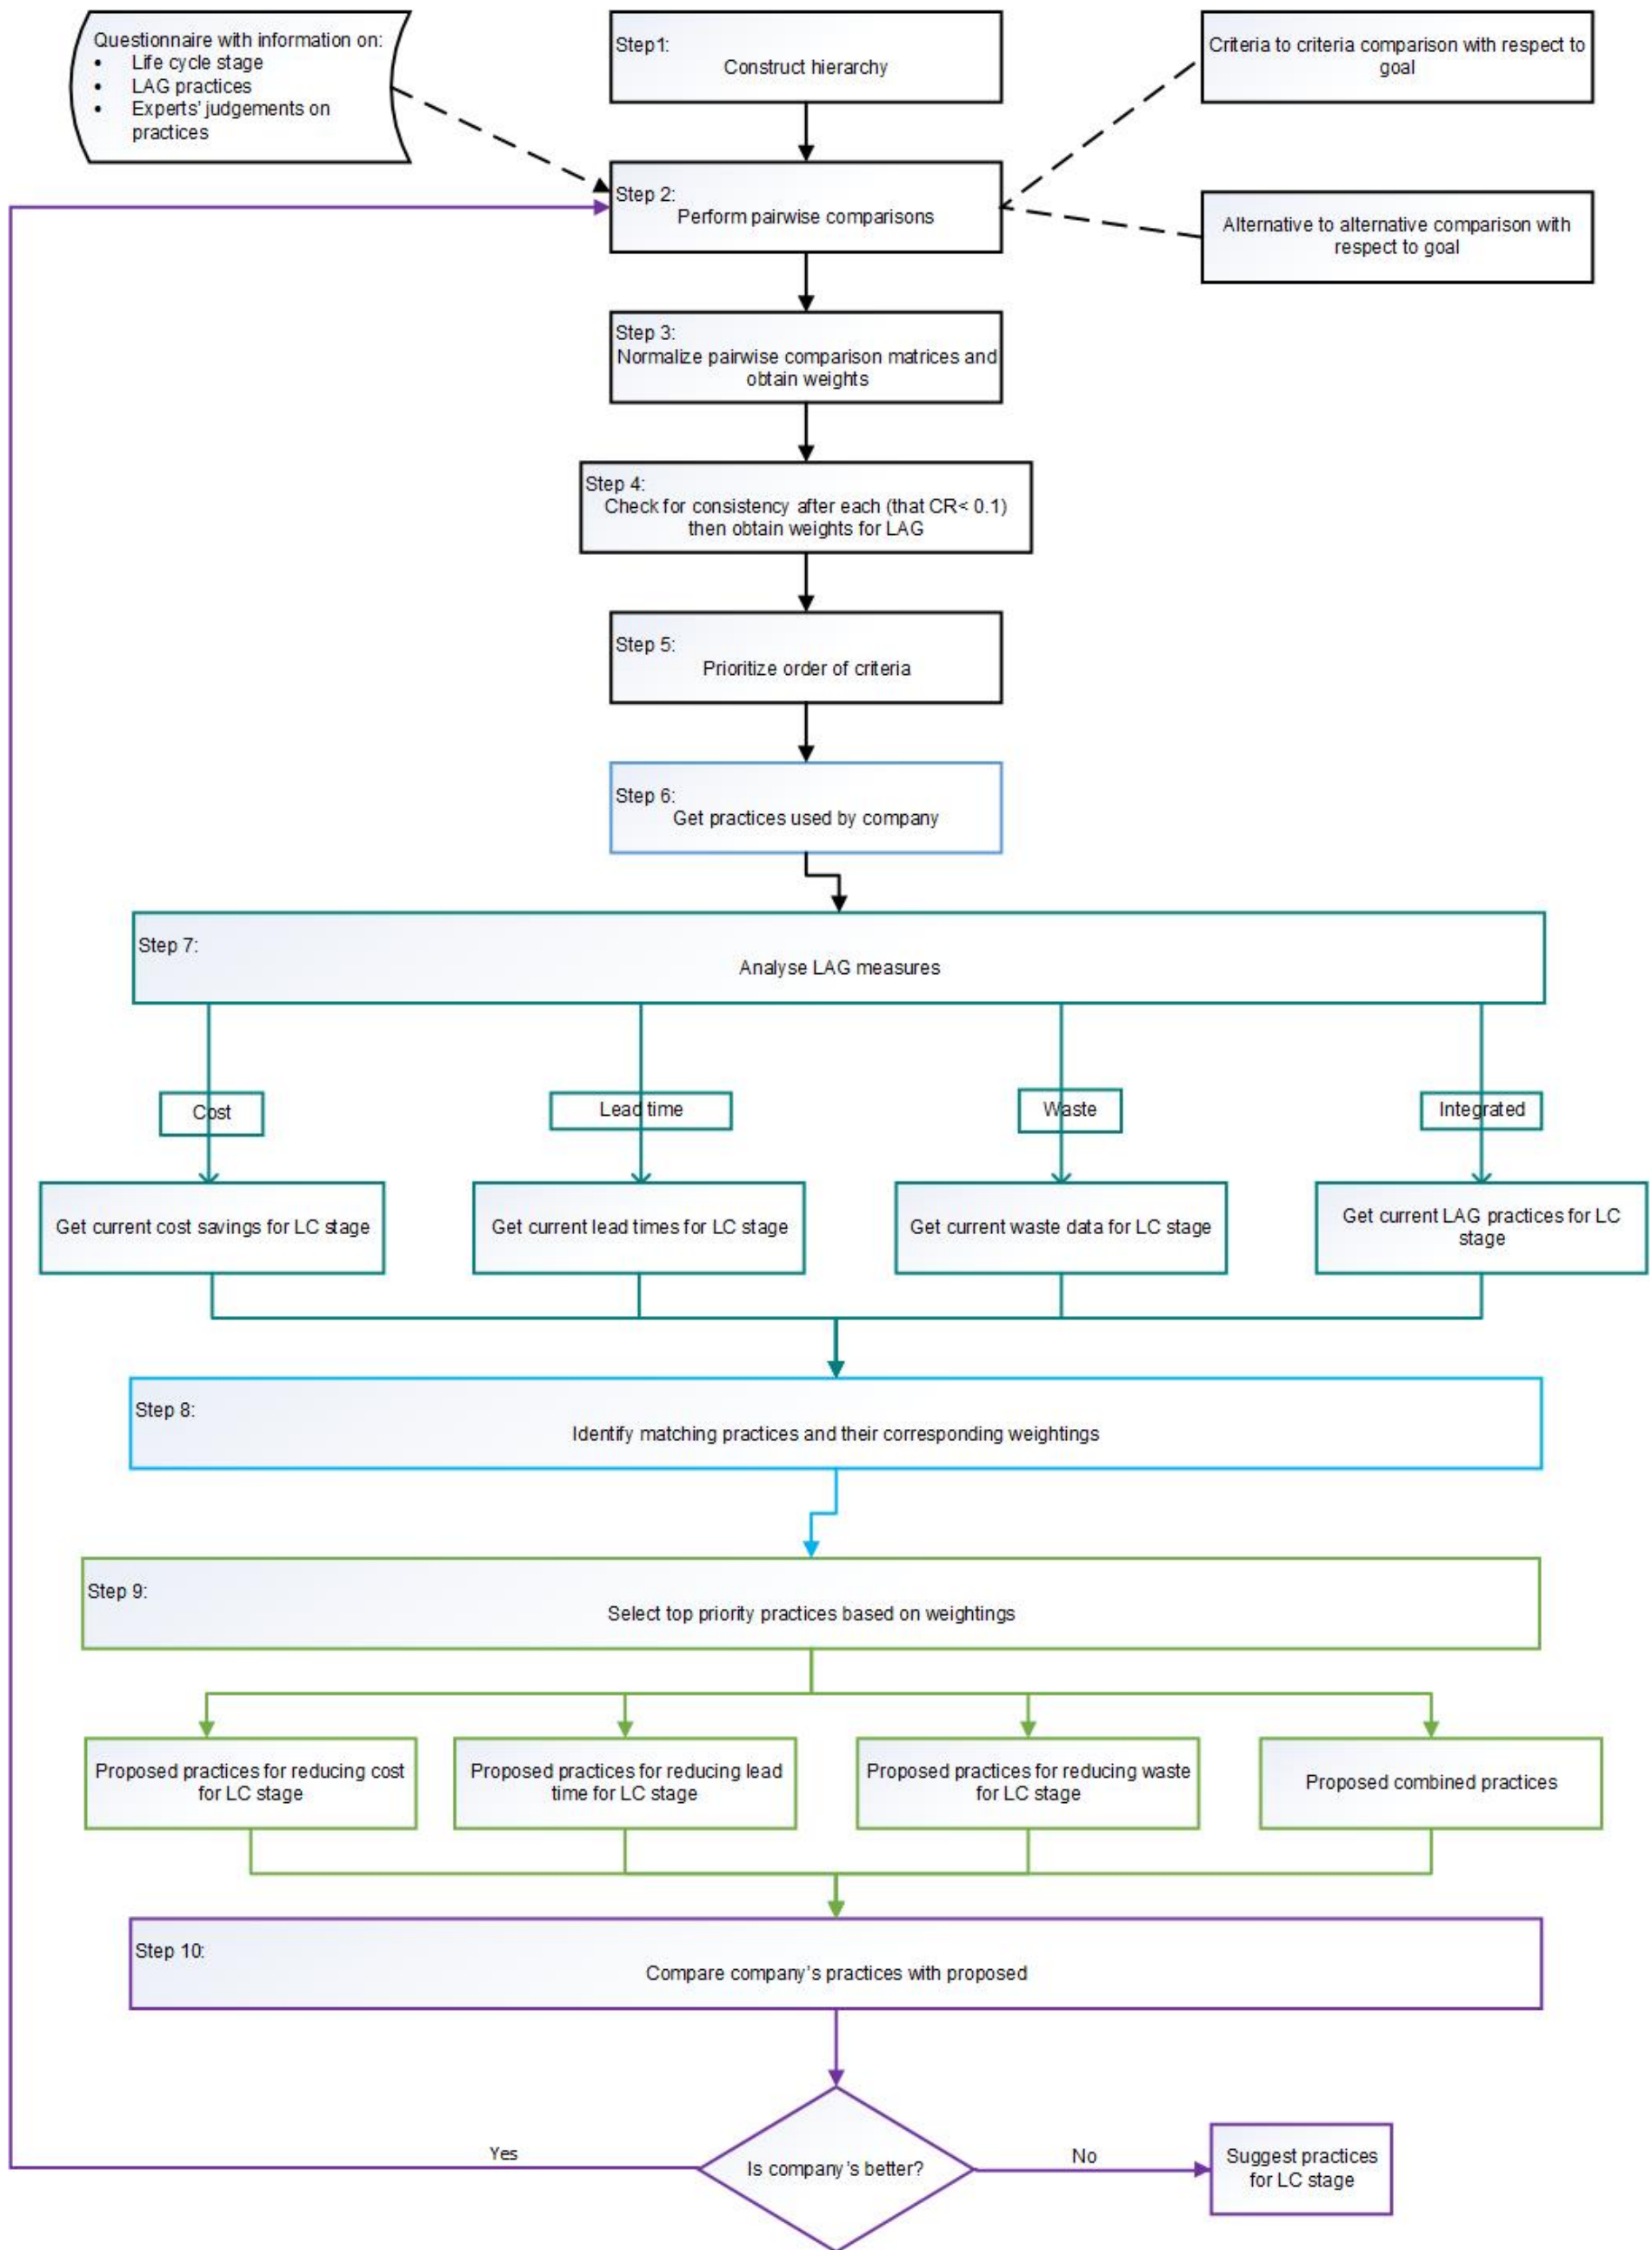 Questionnaire with information on:
• Life cycle stage
• LAG practices
• Experts' judgements on
practices
Step1:
Construct hierarchy
Criteria to criteria comparison with respect to
goal
Step 2:
Perform pairwise comparisons
Alternative to alternative comparison with
respect to goal
Step 3:
Normalize pairwise comparison matrices and
obtain weights
Step 4:
Check for consistency after each (that CR< 0.1)
then obtain weights for LAG
Step 5:
Prioritize order of criteria
Step 6:
Get practices used by company
Step 7:
Analyse LAG measures
Cost
Lead time
Waste
Integrated
Get current cost savings for LC stage
Get current lead times for LC stage
Get current waste data for LC stage
Get current LAG practices for LC
stage
Step 8:
Identify matching practices and their corresponding weightings
Step 9:
Select top priority practices based on weightings
Proposed practices for reducing cost
for LC stage
Proposed practices for reducing lead
time for LC stage
Proposed practices for reducing waste
for LC stage
Proposed combined practices
Step 10:
Compare company's practices with proposed
Yes
Is company's better?
No
Suggest practices
for LC stage